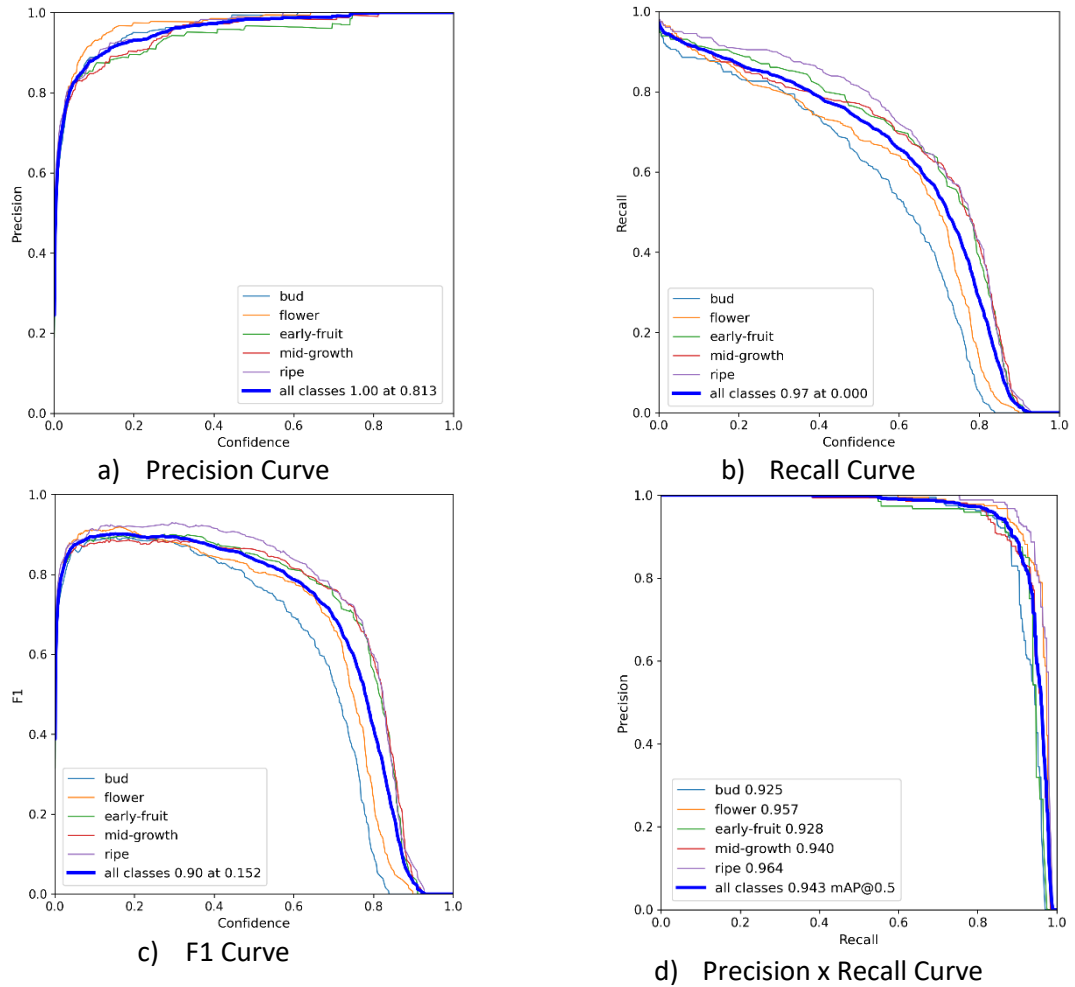 1.0
0.8
0.6
0.4
0.2
0.0
Precision
bud
flower
early-fruit
mid-growth
ripe
all classes 1.00 at 0.813
0.0 0.2 0.4 0.6 0.8 1.0
Confidence
a) Precision Curve
1.0
0.8
0.6
0.4
0.2
0.0
Recall
bud
flower
early-fruit
mid-growth
ripe
all classes 0.97 at 0.000
0.0 0.2 0.4 0.6 0.8 1.0
Confidence
b) Recall Curve
1.0
0.8
0.6
0.4
0.2
0.0
F1
bud
flower
early-fruit
mid-growth
ripe
all classes 0.90 at 0.152
0.0 0.2 0.4 0.6 0.8 1.0
Confidence
c) F1 Curve
1.0
0.8
0.6
0.4
0.2
0.0
Precision
bud 0.925
flower 0.957
early-fruit 0.928
mid-growth 0.940
ripe 0.964
all classes 0.943 mAP@0.5
0.0 0.2 0.4 0.6 0.8 1.0
Recall
d) Precision x Recall Curve